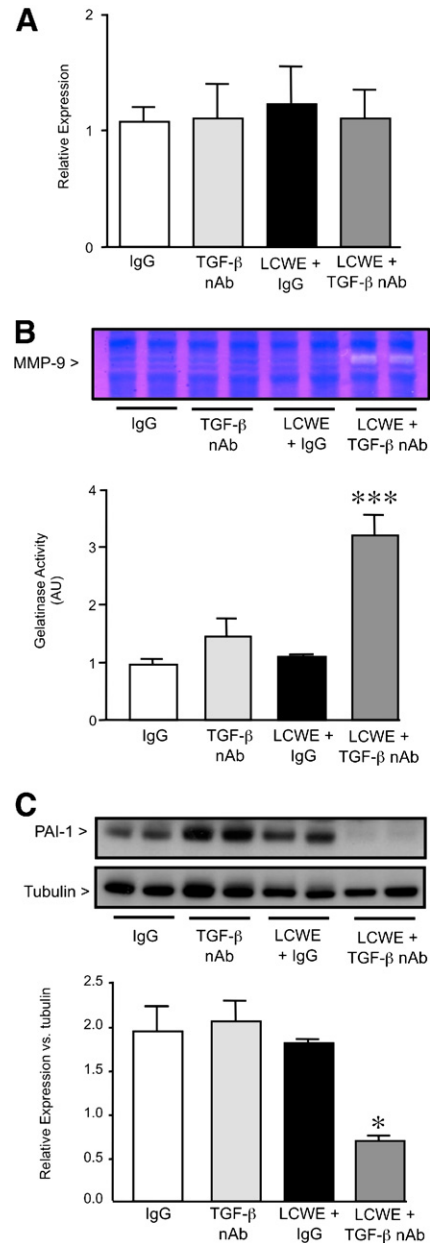 A
Relative Expression
2
1
0
IgG
TGF-β
nAb
LCWE +
IgG
LCWE +
TGF-β nAb
B
MMP-9 >
IgG
TGF-β
nAb
LCWE
+ IgG
LCWE +
TGF-β nAb
Gelatinase Activity
(AU)
4
3
2
1
0
***
IgG
TGF-β
nAb
LCWE +
IgG
LCWE +
TGF-β nAb
C
PAI-1 >
Tubulin >
IgG
TGF-β
nAb
LCWE
+ IgG
LCWE +
TGF-β nAb
Relative Expression vs. tubulin
2.5
2.0
1.5
1.0
0.5
0.0
*
IgG
TGF-β
nAb
LCWE +
IgG
LCWE +
TGF-β nAb